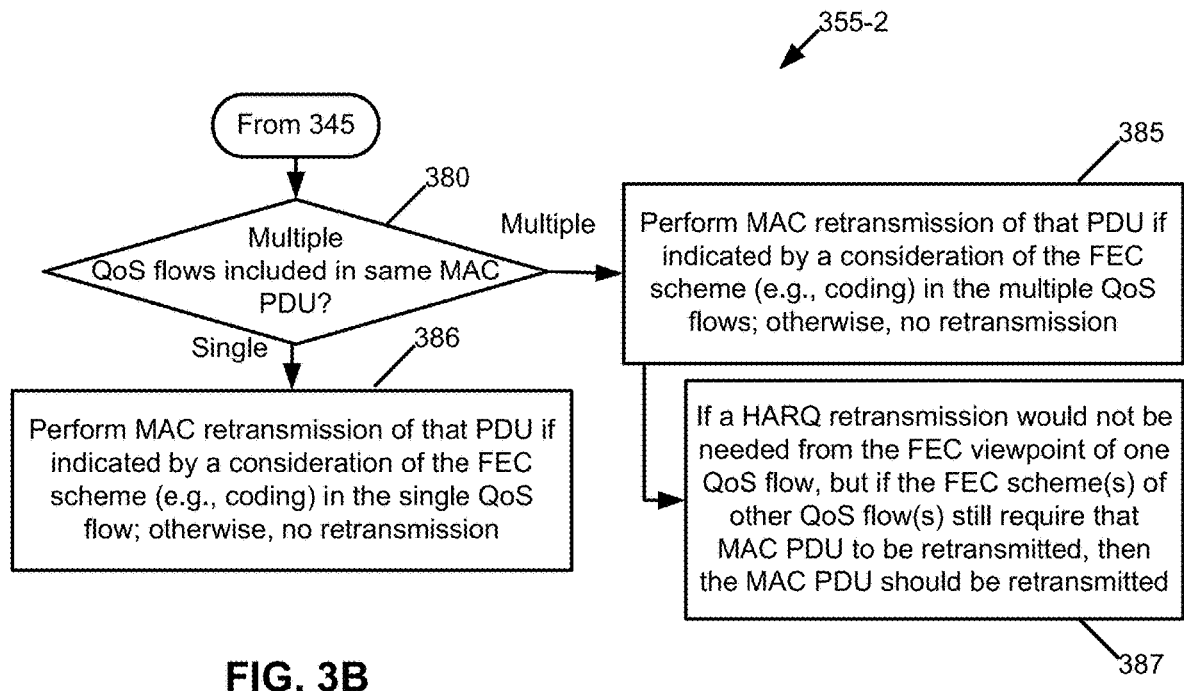 355-2
From 345
380
Multiple
QoS flows included in same MAC
PDU?
Multiple
Single
385
Perform MAC retransmission of that PDU if
indicated by a consideration of the FEC
scheme (e.g., coding) in the multiple QoS
flows; otherwise, no retransmission
386
Perform MAC retransmission of that PDU if
indicated by a consideration of the FEC
scheme (e.g., coding) in the single QoS
flow; otherwise, no retransmission
If a HARQ retransmission would not be
needed from the FEC viewpoint of one
QoS flow, but if the FEC scheme(s) of
other QoS flow(s) still require that
MAC PDU to be retransmitted, then
the MAC PDU should be retransmitted
387
FIG. 3B